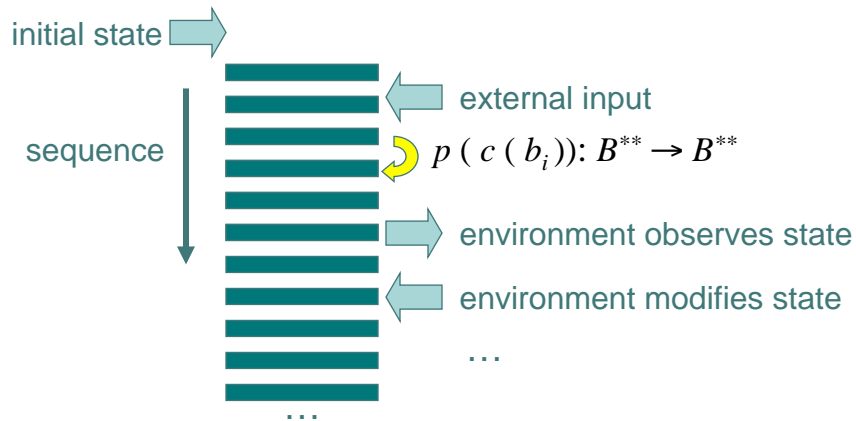 initial state
external input
sequence
p ( c ( b_i )): B** → B**
environment observes state
environment modifies state
...
...